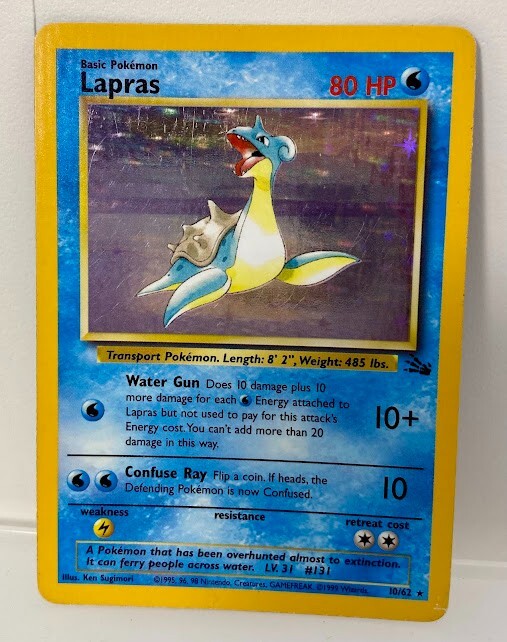 Basic Pokémon
Lapras
80 HP
Transport Pokémon. Length: 8' 2", Weight: 485 lbs.
Water Gun Does 10 damage plus 10
more damage for each Energy attached to
Lapras but not used to pay for this attack's
Energy cost. You can't add more than 20
damage in this way.
10+
Confuse Ray Flip a coin. If heads, the
Defending Pokémon is now Confused.
10
weakness
resistance
retreat cost
A Pokémon that has been overhunted almost to extinction.
It can ferry people across water. LV. 31 #131
Illus. Ken Sugimori ©1995, 96, 98 Nintendo, Creatures, GAMEFREAK. ©1995 Wizards. 10/62 ★